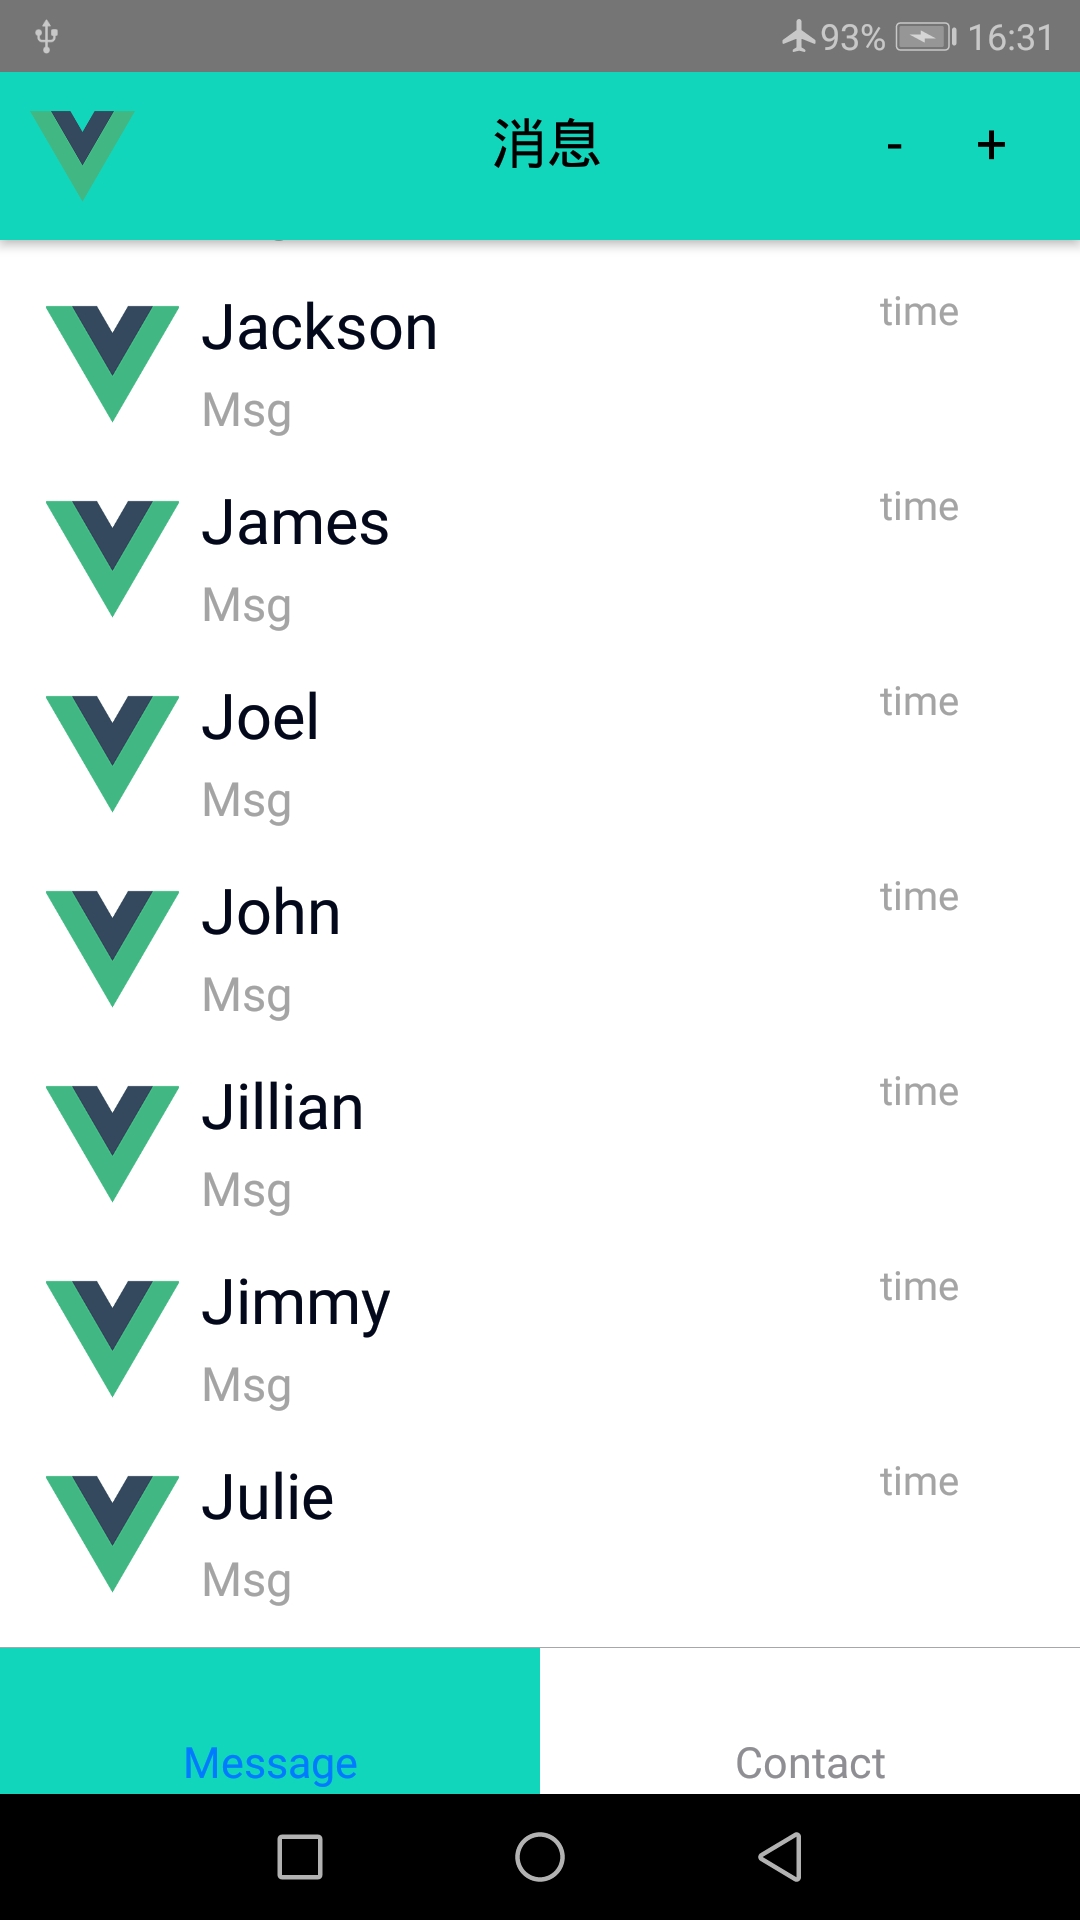 93% 16:31
消息 - +
Jackson time
Msg
James time
Msg
Joel time
Msg
John time
Msg
Jillian time
Msg
Jimmy time
Msg
Julie time
Msg
Message Contact